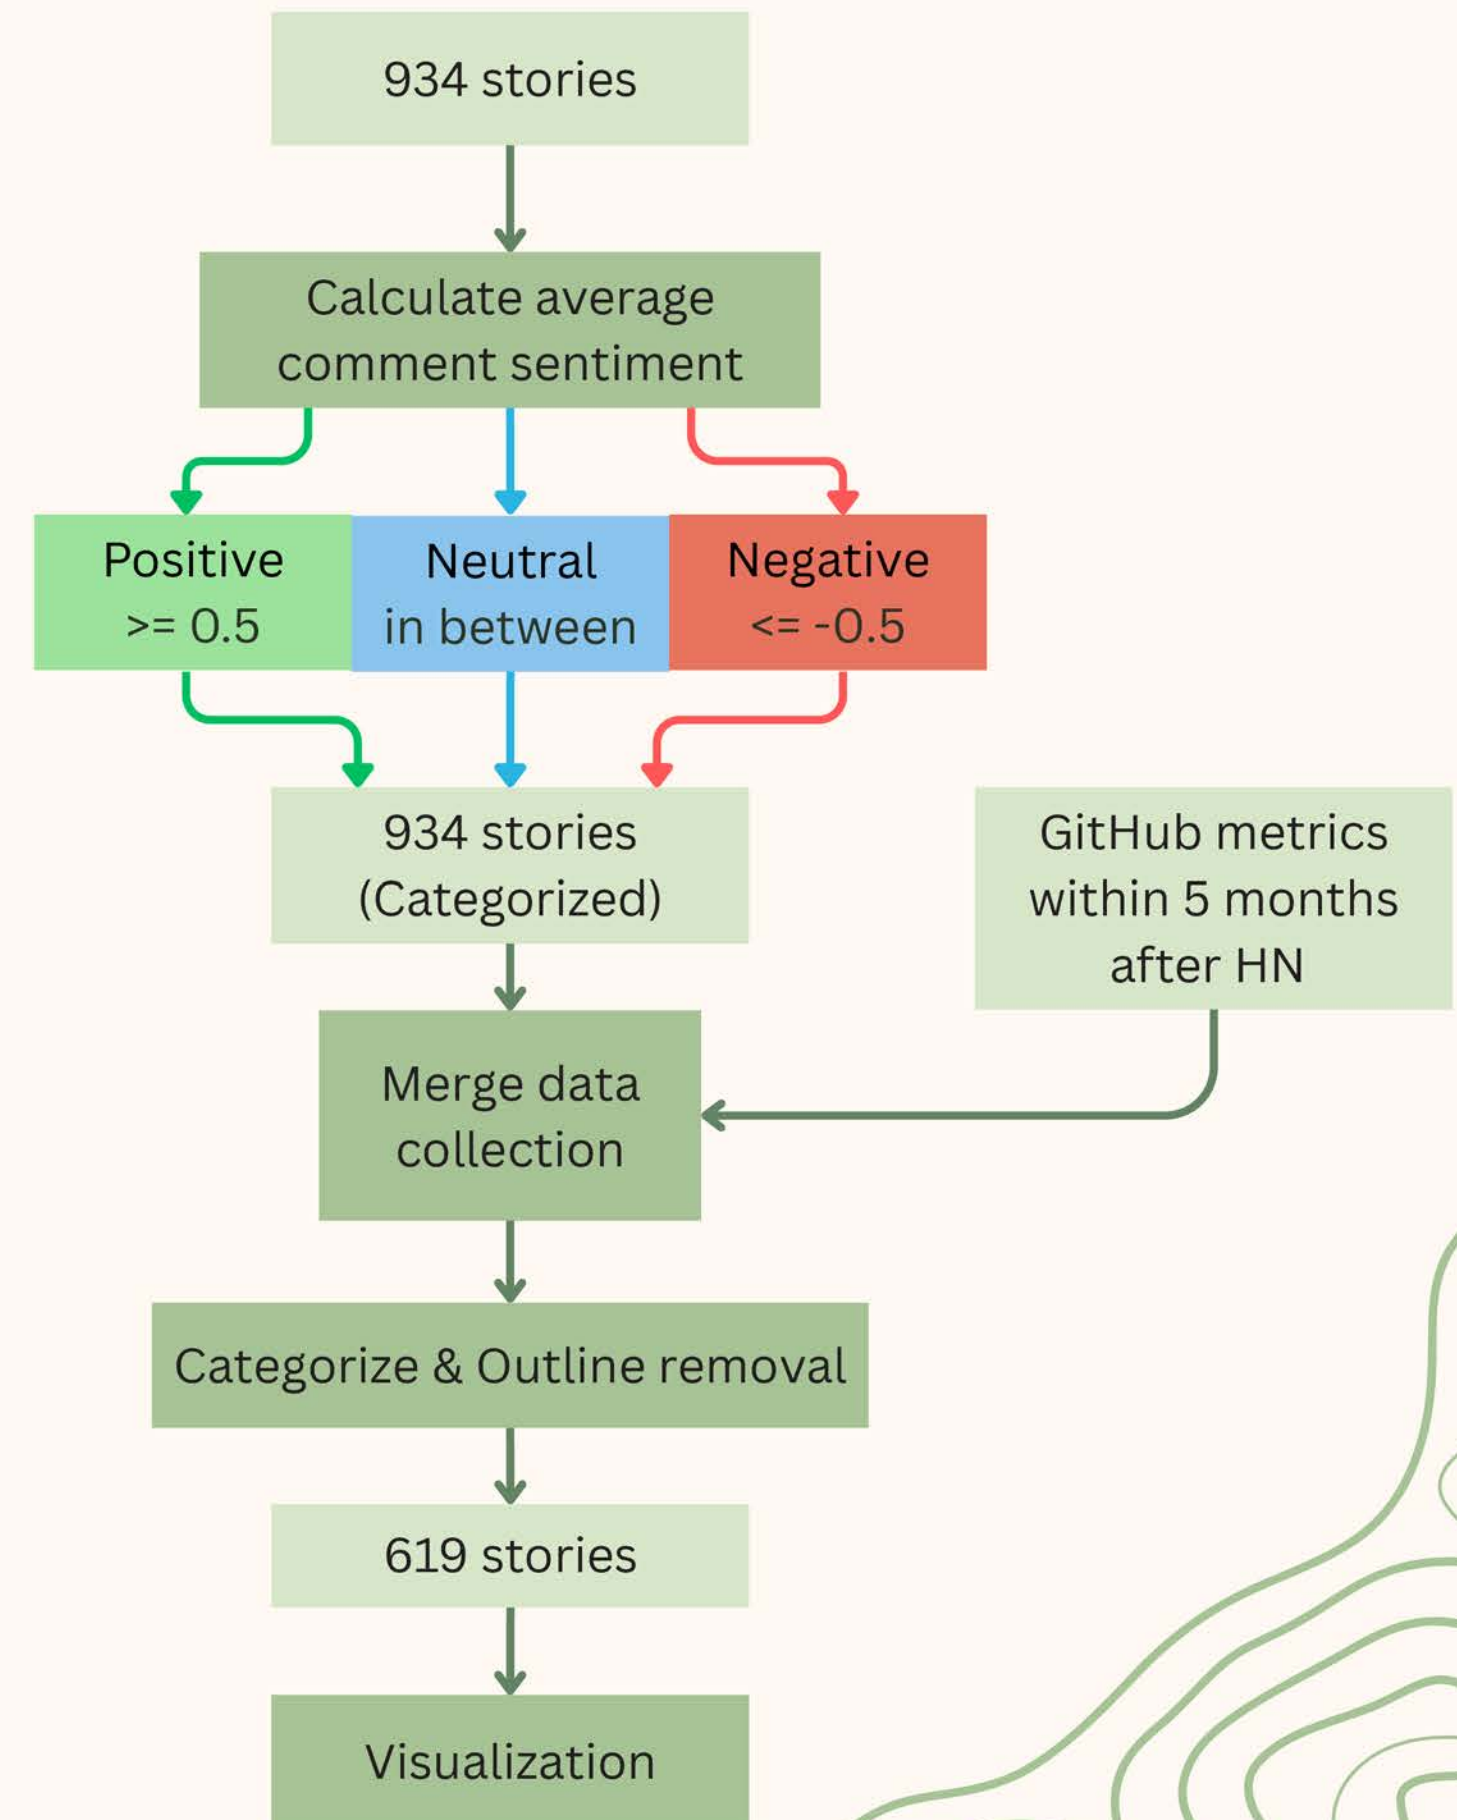 934 stories
Calculate average
comment sentiment
Positive
>= 0.5
Neutral
in between
Negative
<= -0.5
934 stories
(Categorized)
GitHub metrics
within 5 months
after HN
Merge data
collection
Categorize & Outline removal
619 stories
Visualization